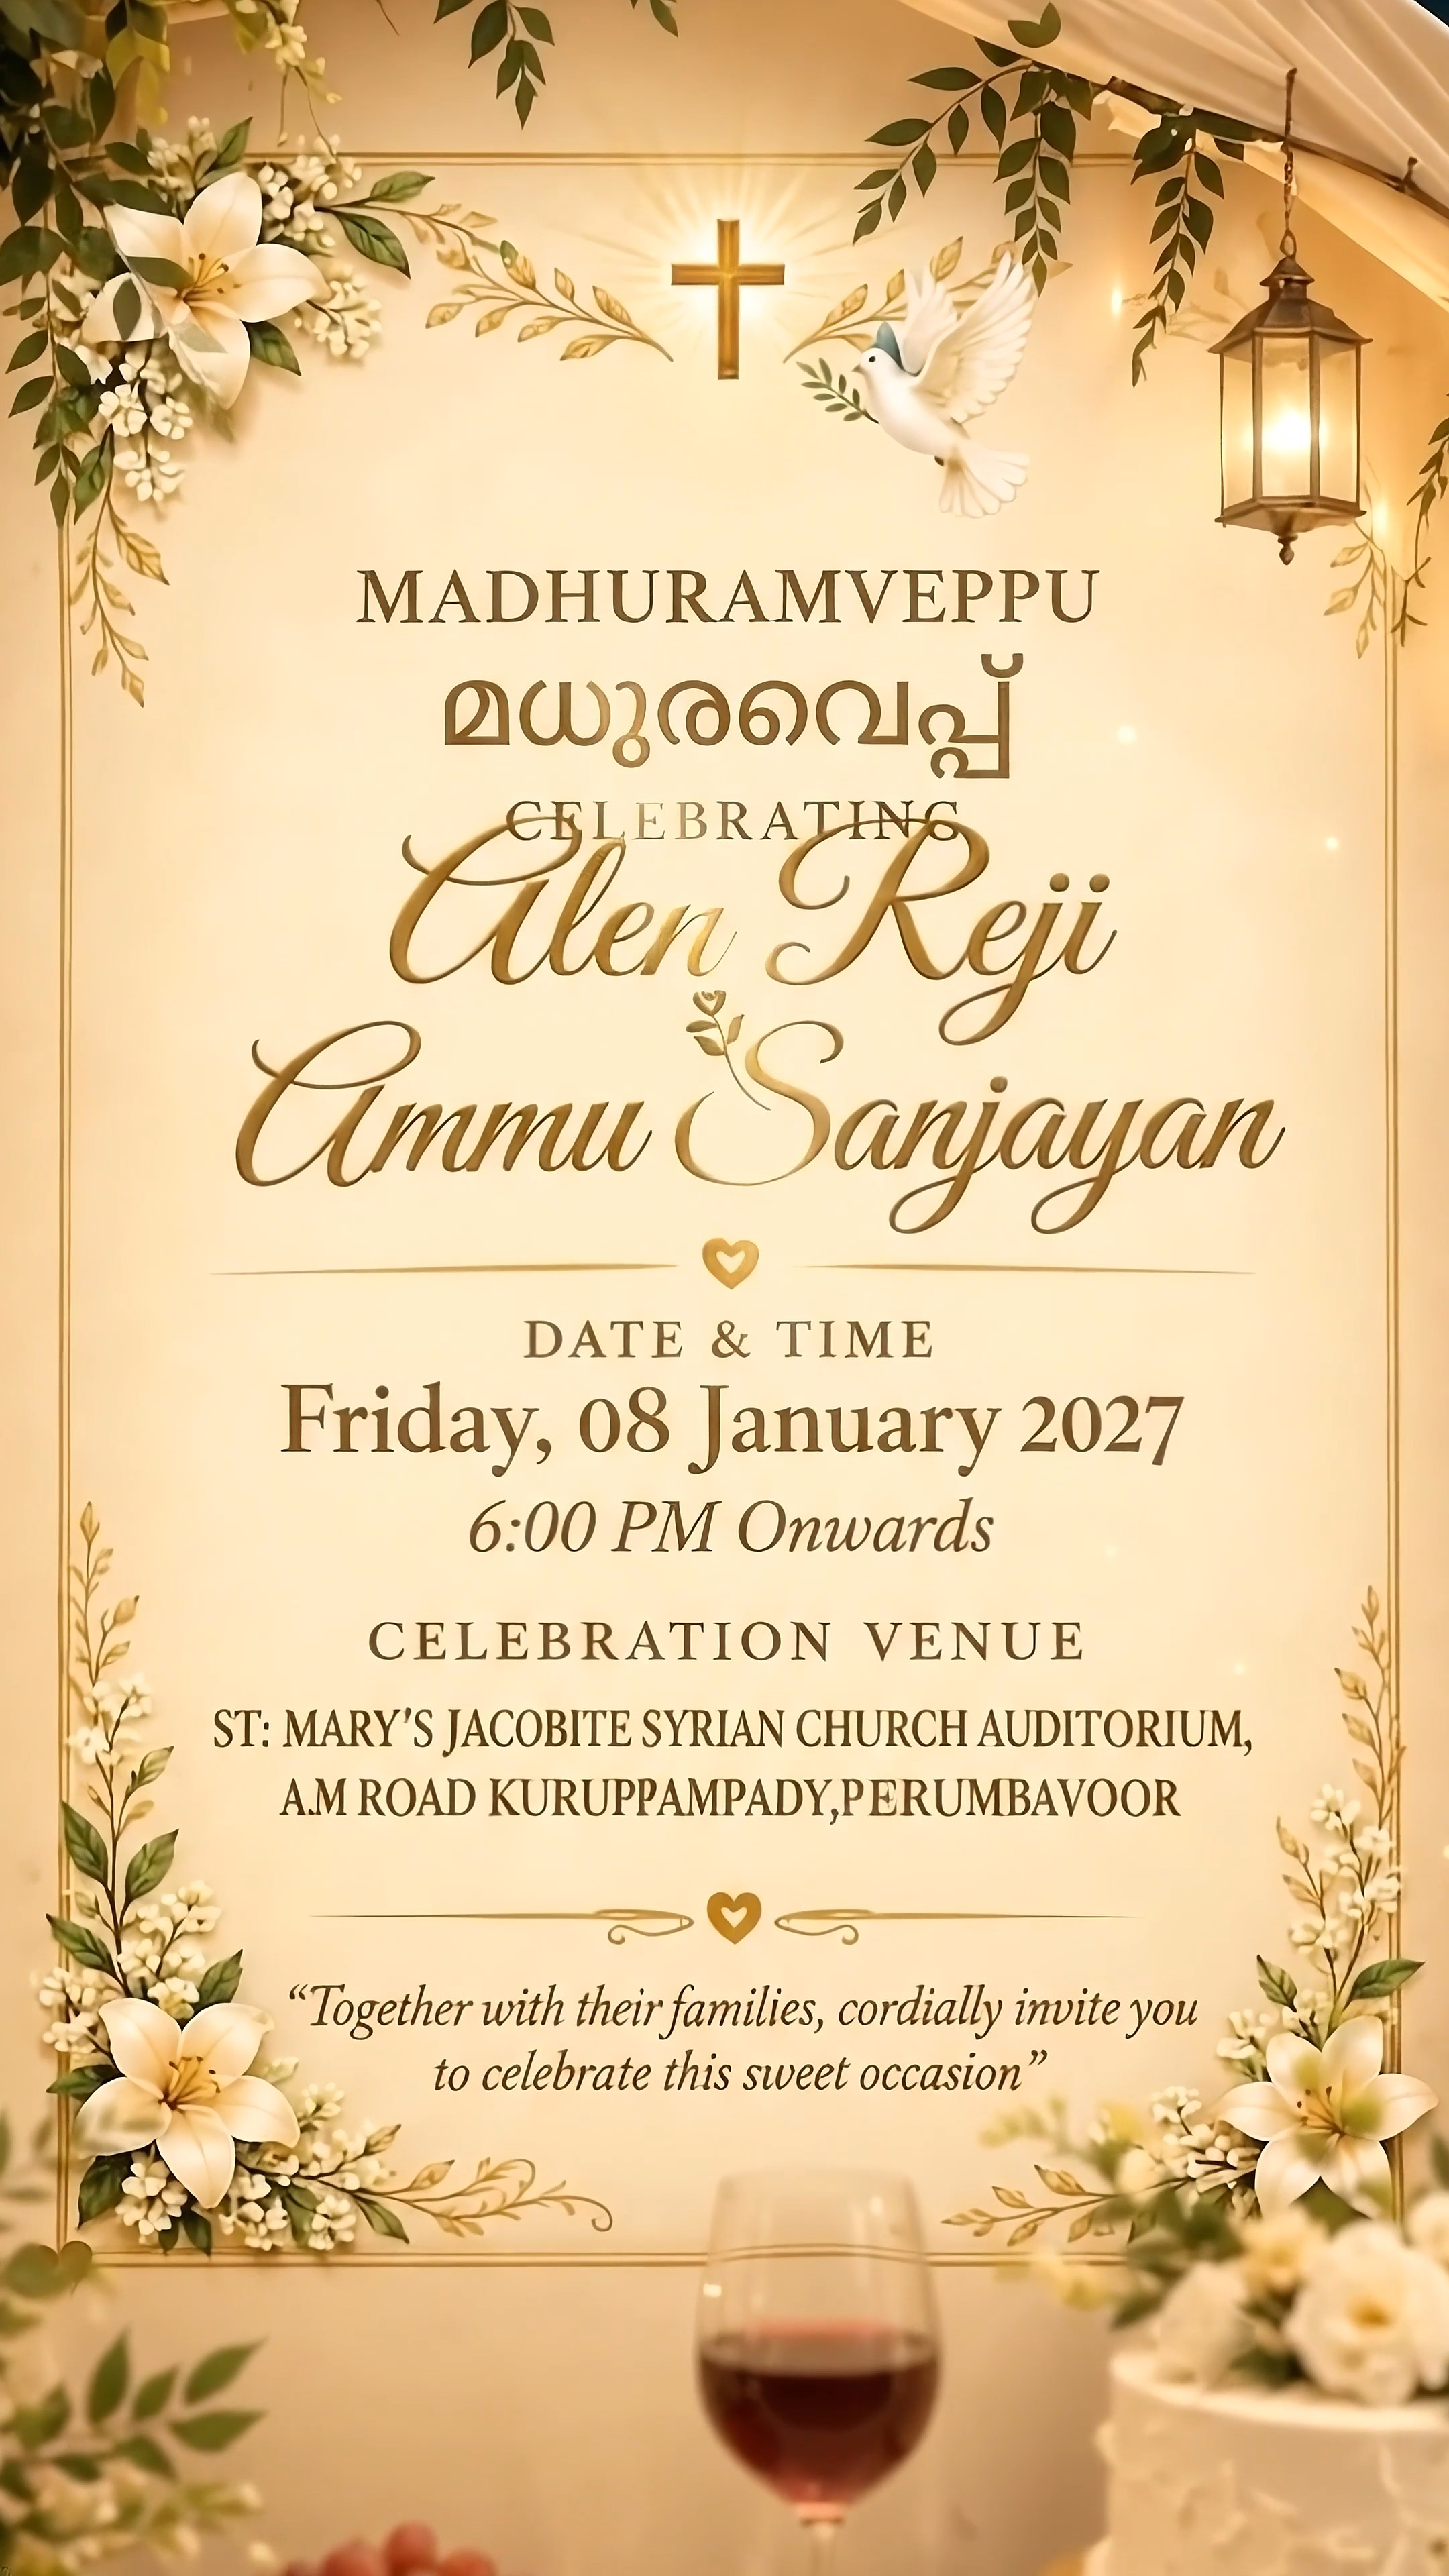 MADHURAMVEPPU
മധുരവെപ്പ്
CELEBRATING
Alen Reji
Ammu Sanjayan
DATE & TIME
Friday, 08 January 2027
6:00 PM Onwards
CELEBRATION VENUE
ST: MARY'S JACOBITE SYRIAN CHURCH AUDITORIUM,
A.M ROAD KURUPPAMPADY,PERUMBAVOOR
“Together with their families, cordially invite you
to celebrate this sweet occasion”